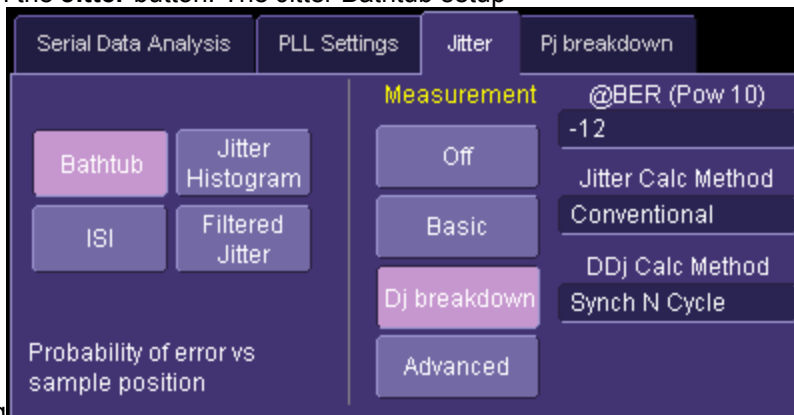 the Jitter button. The Jitter Bathtub setup
Serial Data Analysis PLL Settings Jitter Pj breakdown
Measurement
@BER (Pow 10)
-12
Bathtub
Jitter
Histogram
Off
Jitter Calc Method
Conventional
ISI
Filtered
Jitter
Basic
DDj Calc Method
Synch N Cycle
Dj breakdown
Probability of error vs
sample position
Advanced